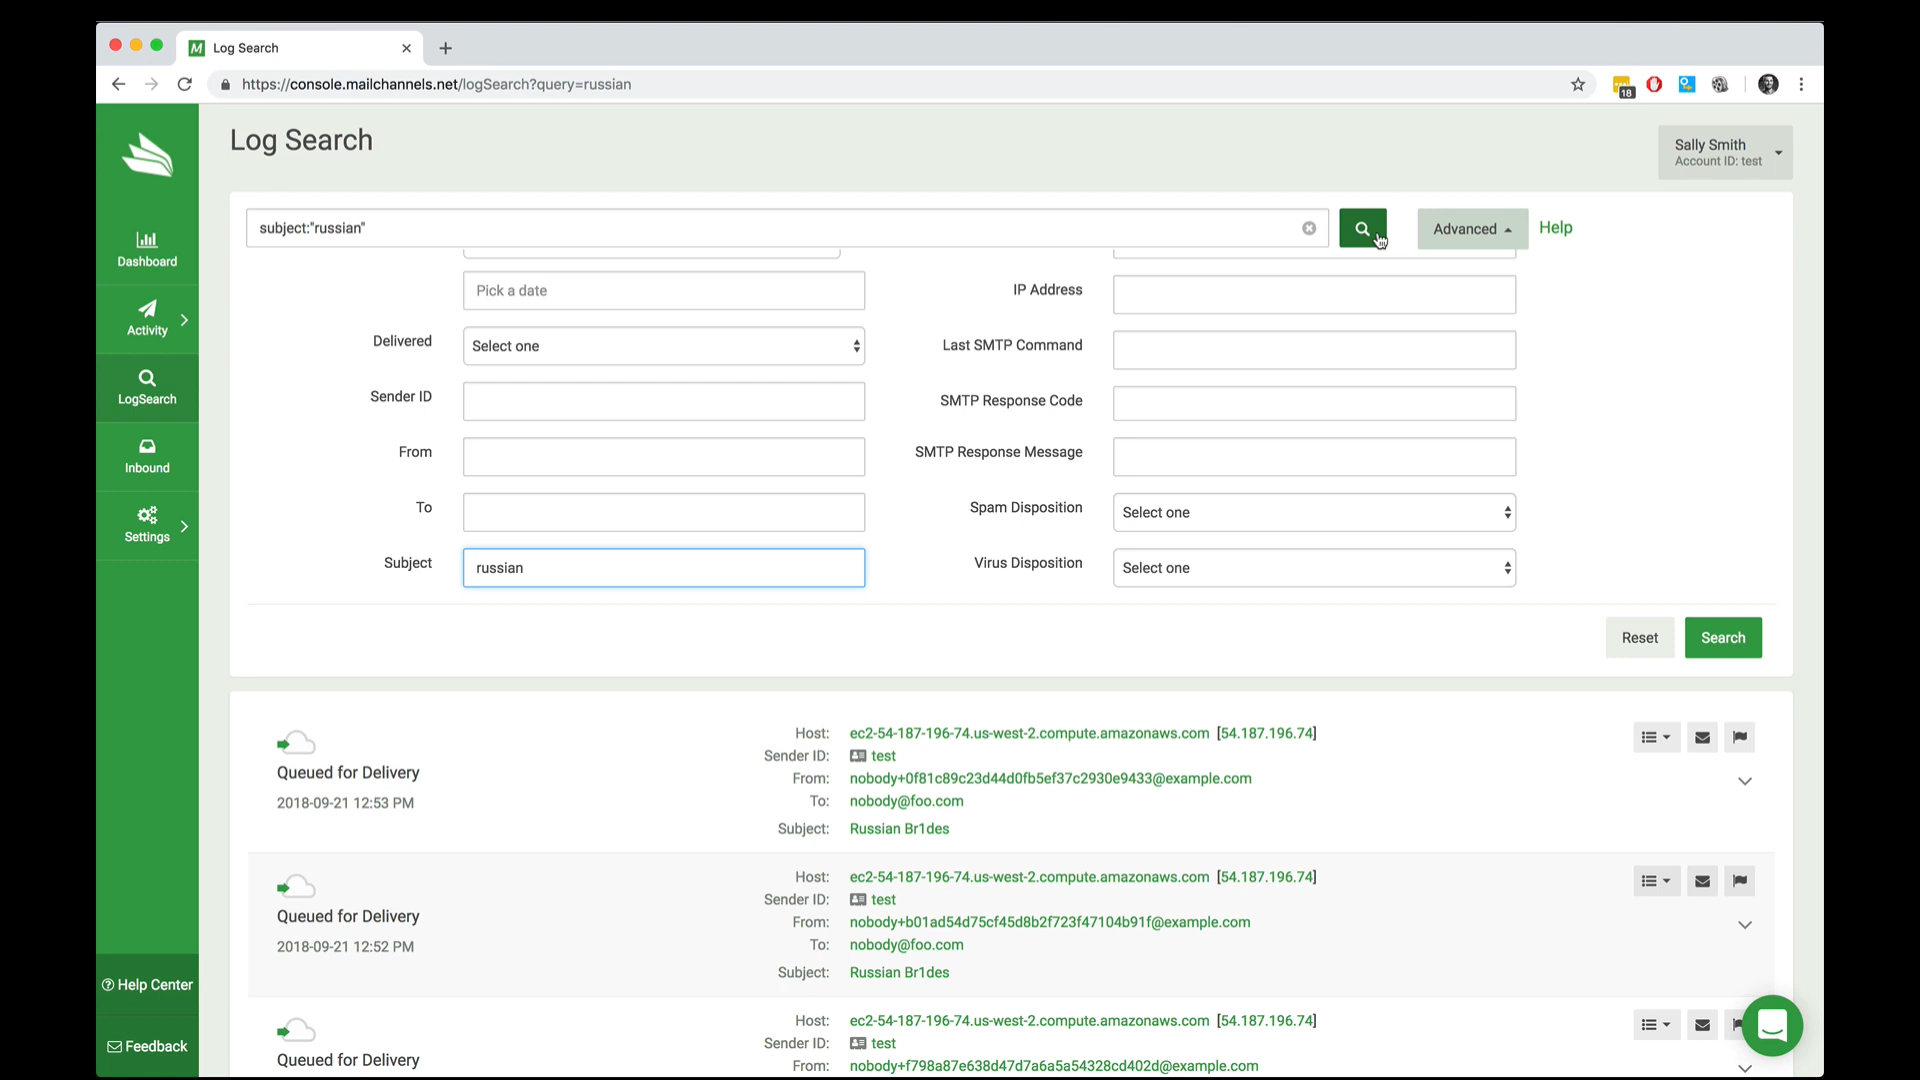 Log Search
https://console.mailchannels.net/logSearch?query=russian
18
Log Search
Sally Smith
Account ID: test
subject:"russian"
Advanced
Help
Dashboard
Activity
LogSearch
Inbound
Settings
Help Center
Feedback
Pick a date
IP Address
Delivered
Select one
Last SMTP Command
Sender ID
SMTP Response Code
From
SMTP Response Message
To
Spam Disposition
Select one
Subject
russian
Virus Disposition
Select one
Reset
Search
Queued for Delivery
2018-09-21 12:53 PM
Host: ec2-54-187-196-74.us-west-2.compute.amazonaws.com [54.187.196.74]
Sender ID: test
From: nobody+0f81c89c23d44d0fb5ef37c2930e9433@example.com
To: nobody@foo.com
Subject: Russian Br1des
Queued for Delivery
2018-09-21 12:52 PM
Host: ec2-54-187-196-74.us-west-2.compute.amazonaws.com [54.187.196.74]
Sender ID: test
From: nobody+b01ad54d75cf45d8b2f723f47104b91f@example.com
To: nobody@foo.com
Subject: Russian Br1des
Queued for Delivery
Host: ec2-54-187-196-74.us-west-2.compute.amazonaws.com [54.187.196.74]
Sender ID: test
From: nobody+f798a87e638d47d7a6a5a54328cd402d@example.com